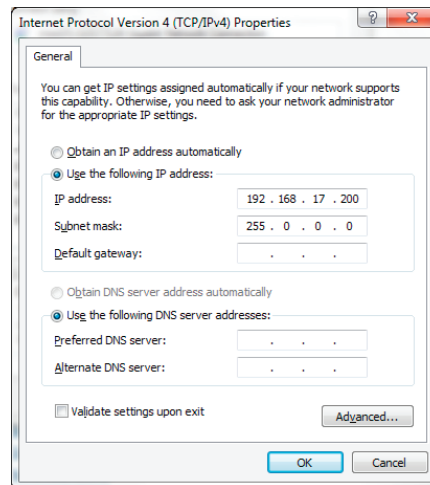 Internet Protocol Version 4 (TCP/IPv4) Properties
General
You can get IP settings assigned automatically if your network supports
this capability. Otherwise, you need to ask your network administrator
for the appropriate IP settings.
Obtain an IP address automatically
Use the following IP address:
IP address: 192 . 168 . 17 . 200
Subnet mask: 255 . 0 . 0 . 0
Default gateway: . . .
Obtain DNS server address automatically
Use the following DNS server addresses:
Preferred DNS server: . . .
Alternate DNS server: . . .
Validate settings upon exit
Advanced...
OK Cancel